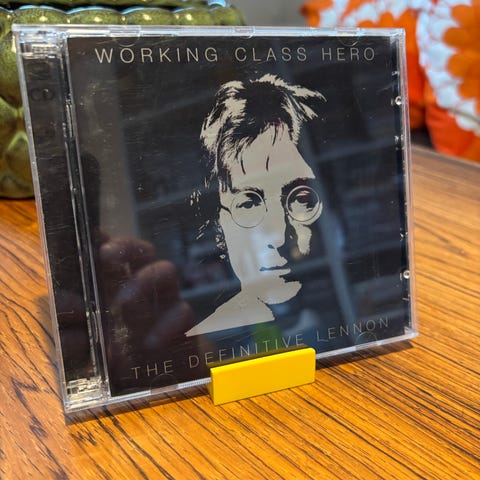 WORKING CLASS HERO
THE DEFINITIVE LENNON